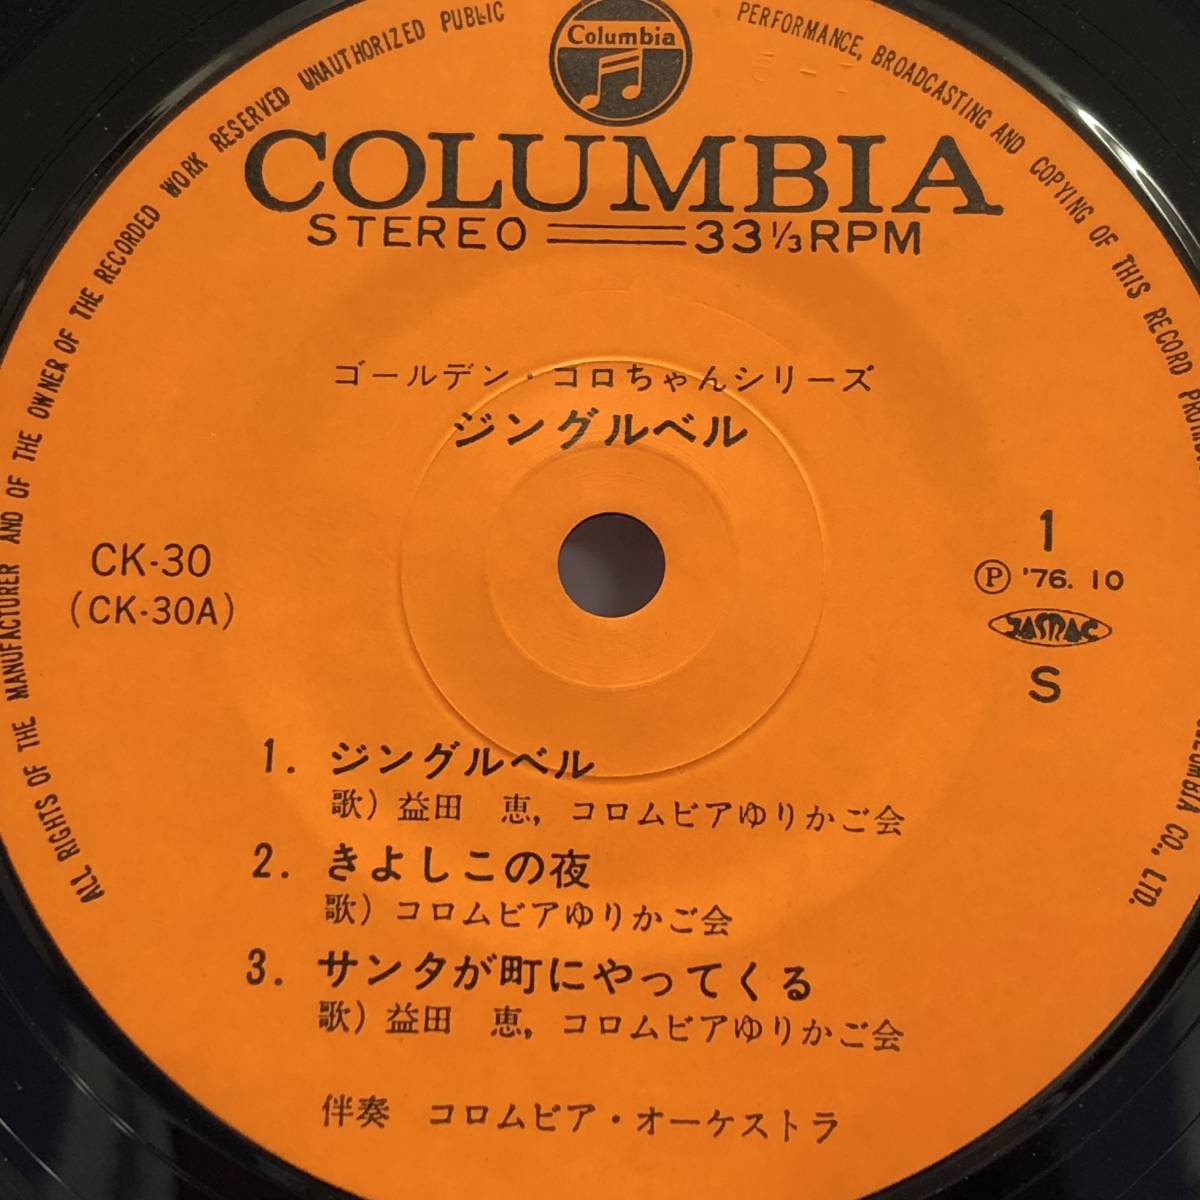 ALL RIGHTS OF THE MANUFACTURER AND OF THE OWNER OF THE RECORDED WORK RESERVED UNAUTHORIZED PUBLIC PERFORMANCE, BROADCASTING AND COPYING OF THIS RECORD
CO., LTD.
Columbia
COLUMBIA
STEREO 33 1/3 RPM
ゴールデン・コロちゃんシリーズ
ジングルベル
CK-30
(CK-30A)
1
Ⓟ '76. 10
JASRAC
S
1. ジングルベル
歌) 益田 恵, コロムビアゆりかご会
2. きよしこの夜
歌) コロムビアゆりかご会
3. サンタが町にやってくる
歌) 益田 恵, コロムビアゆりかご会
伴奏 コロムビア・オーケストラ